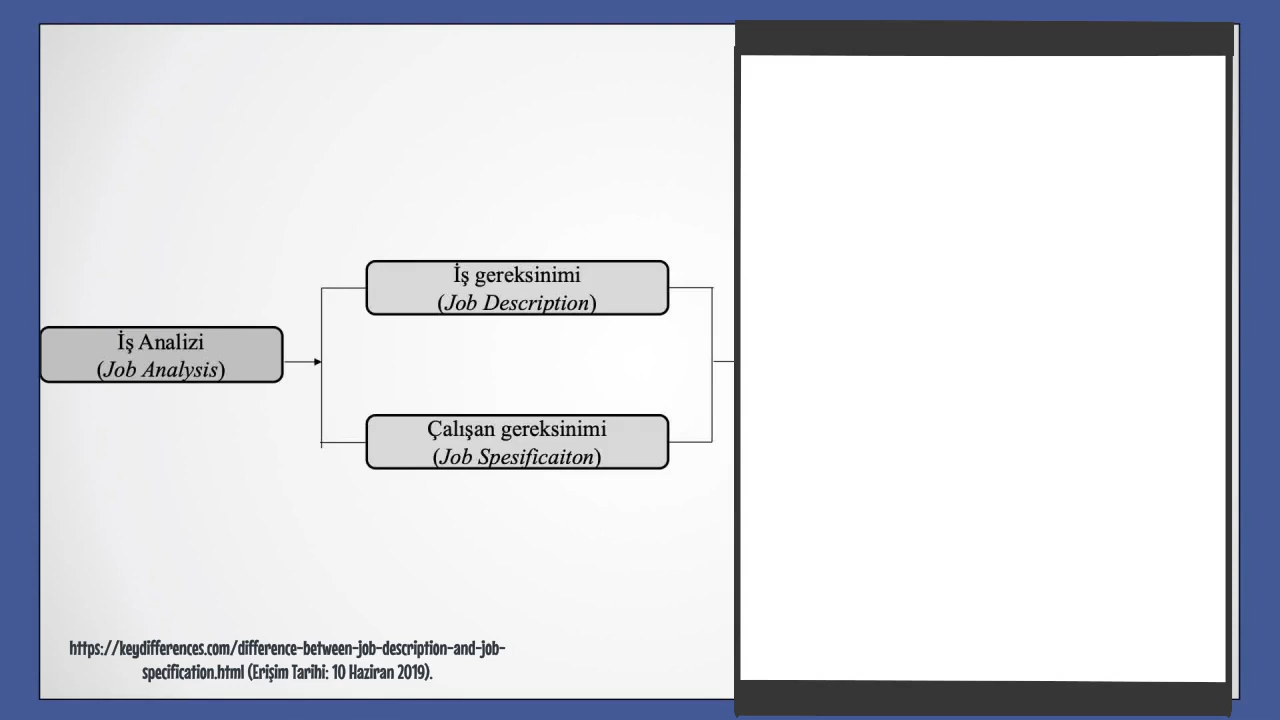 İş gereksinimi
(Job Description)
İş Analizi
(Job Analysis)
Çalışan gereksinimi
(Job Spesificaiton)
https://keydifferences.com/difference-between-job-description-and-job-
specification.html (Erişim Tarihi: 10 Haziran 2019).